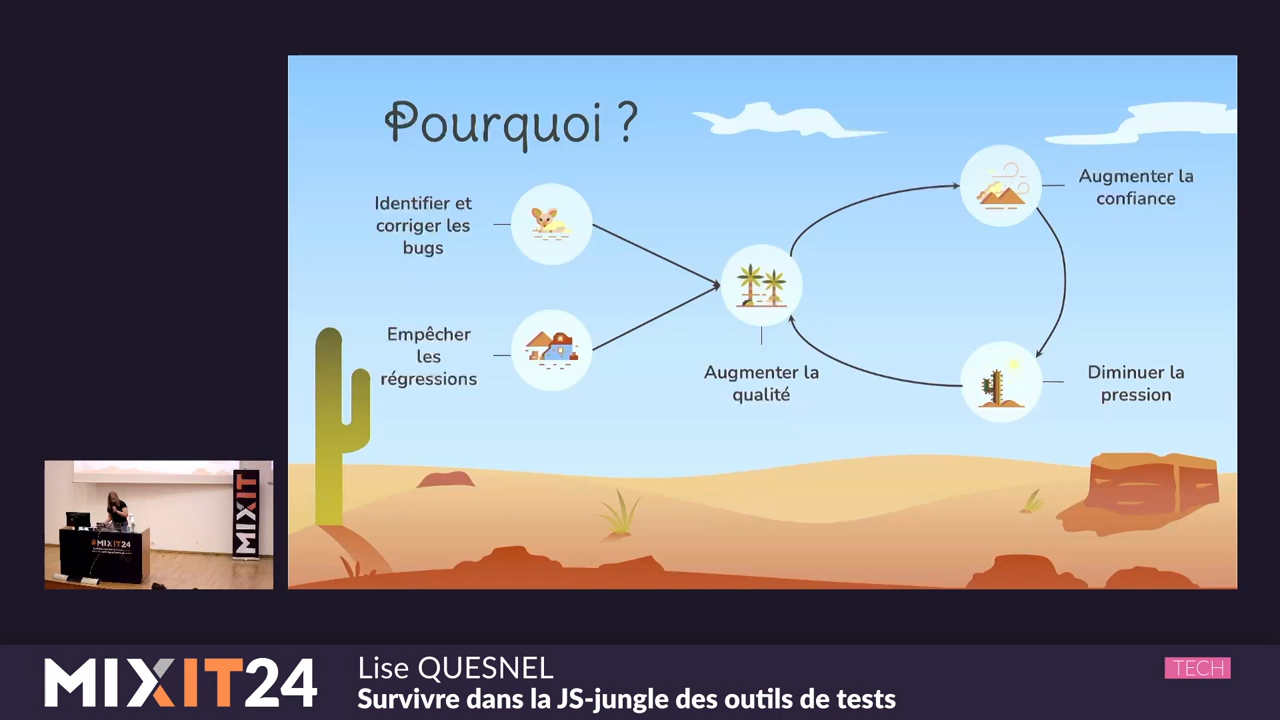 Pourquoi ?
Identifier et
corriger les
bugs
Empêcher
les
régressions
Augmenter la
qualité
Augmenter la
confiance
Diminuer la
pression
MIXIT
#MIXIT24
MIXIT24
Lise QUESNEL
Survivre dans la JS-jungle des outils de tests
TECH